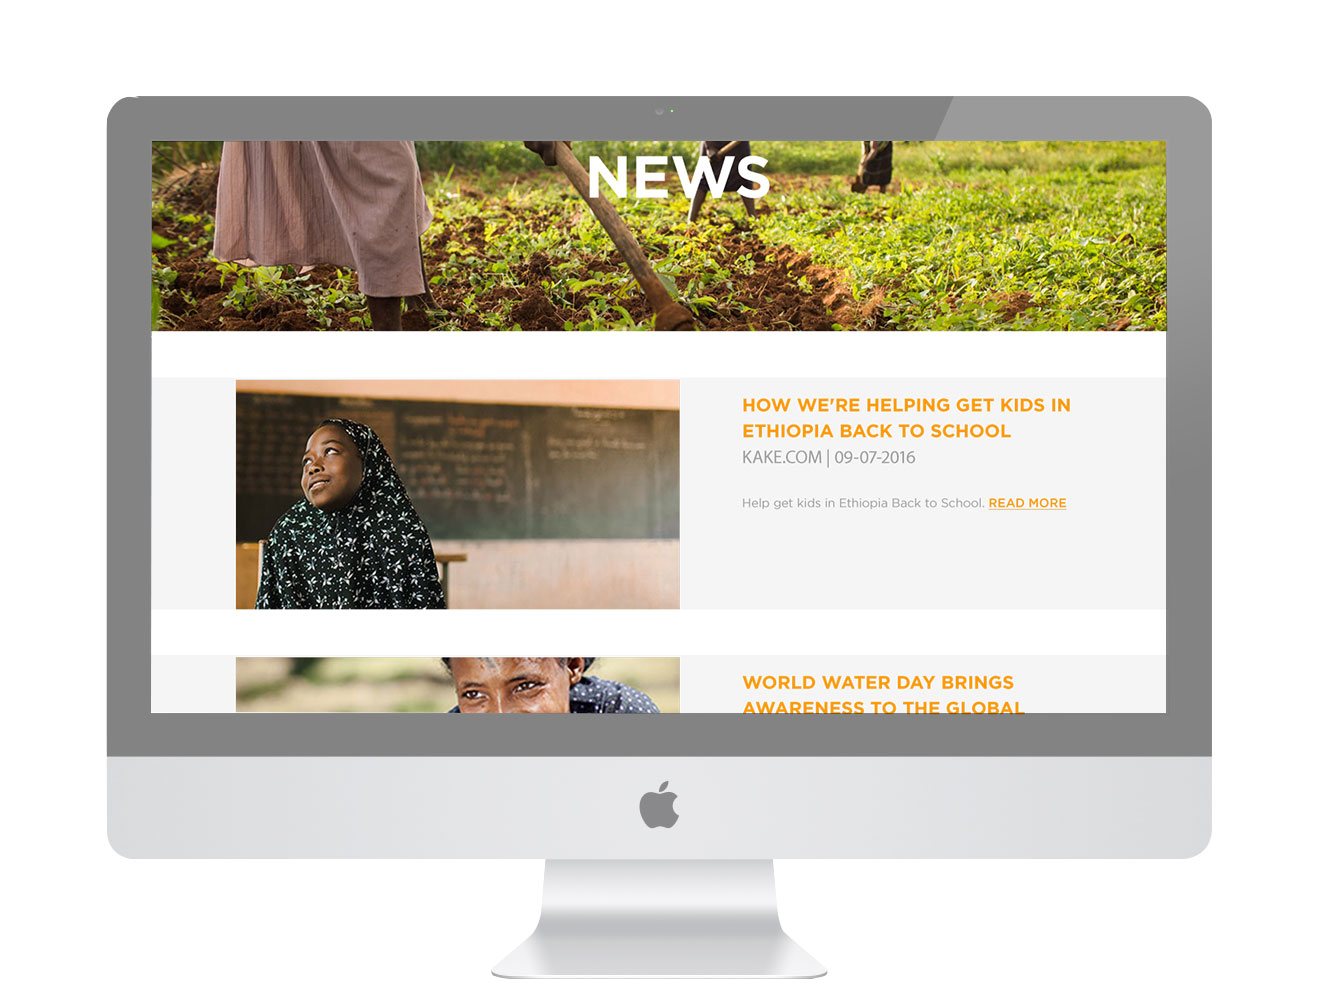 NEWS
HOW WE'RE HELPING GET KIDS IN
ETHIOPIA BACK TO SCHOOL
KAKE.COM | 09-07-2016
Help get kids in Ethiopia Back to School. READ MORE
WORLD WATER DAY BRINGS
AWARENESS TO THE GLOBAL